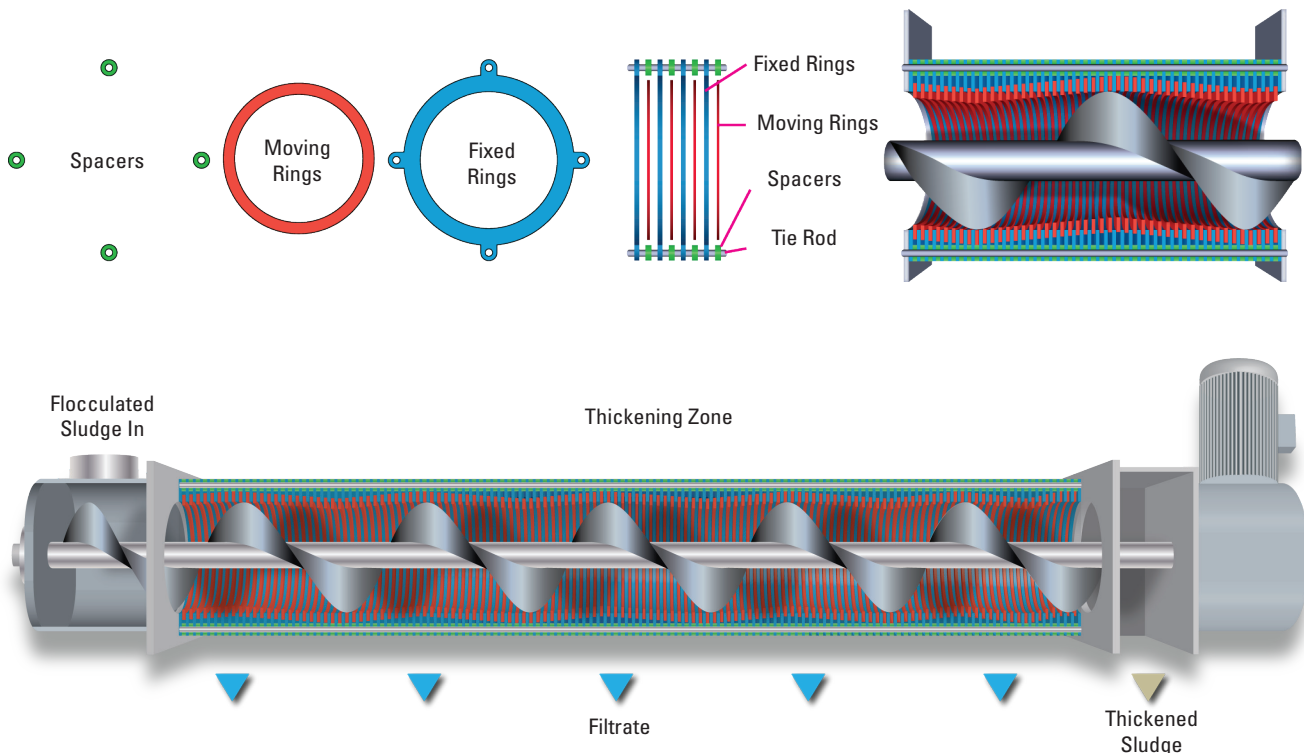 Spacers
Moving
Rings
Fixed
Rings
Fixed Rings
Moving Rings
Spacers
Tie Rod
Flocculated
Sludge In
Thickening Zone
Filtrate
Thickened
Sludge